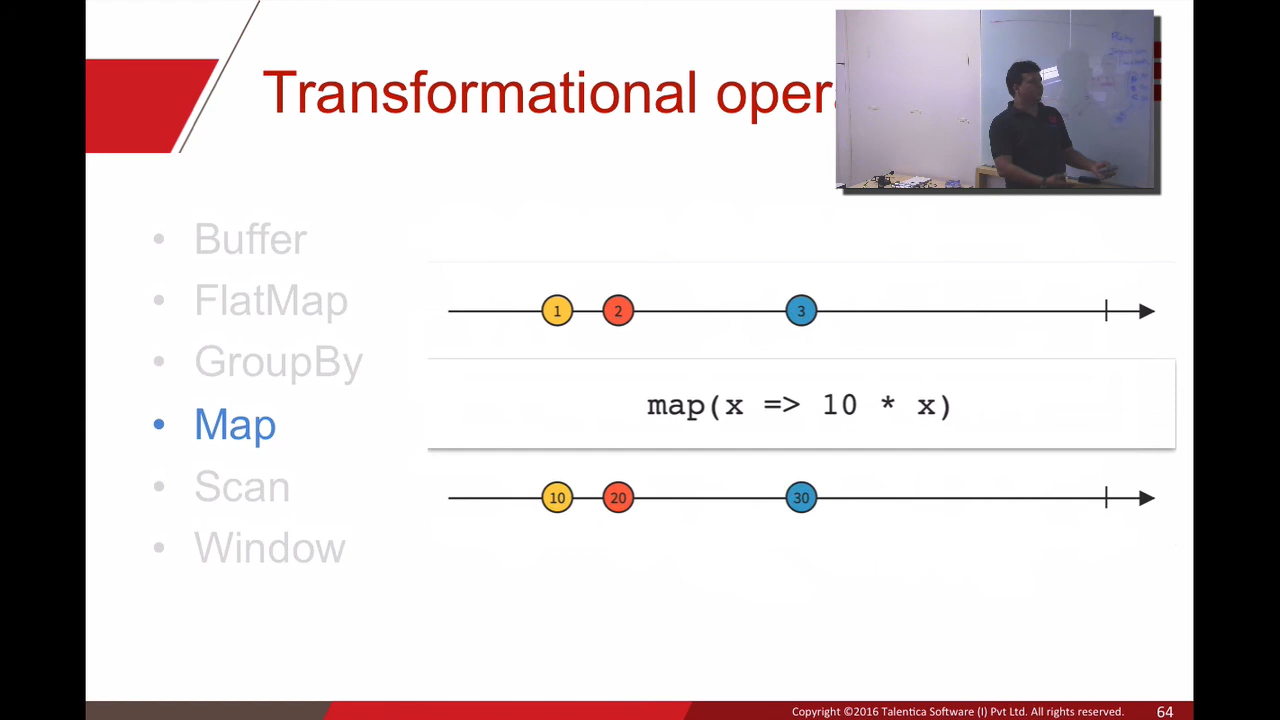 Transformational oper
• Buffer
• FlatMap
• GroupBy
• Map
• Scan
• Window
1 2 3
map(x => 10 * x)
10 20 30
Copyright ©2016 Talentica Software (I) Pvt Ltd. All rights reserved. 64